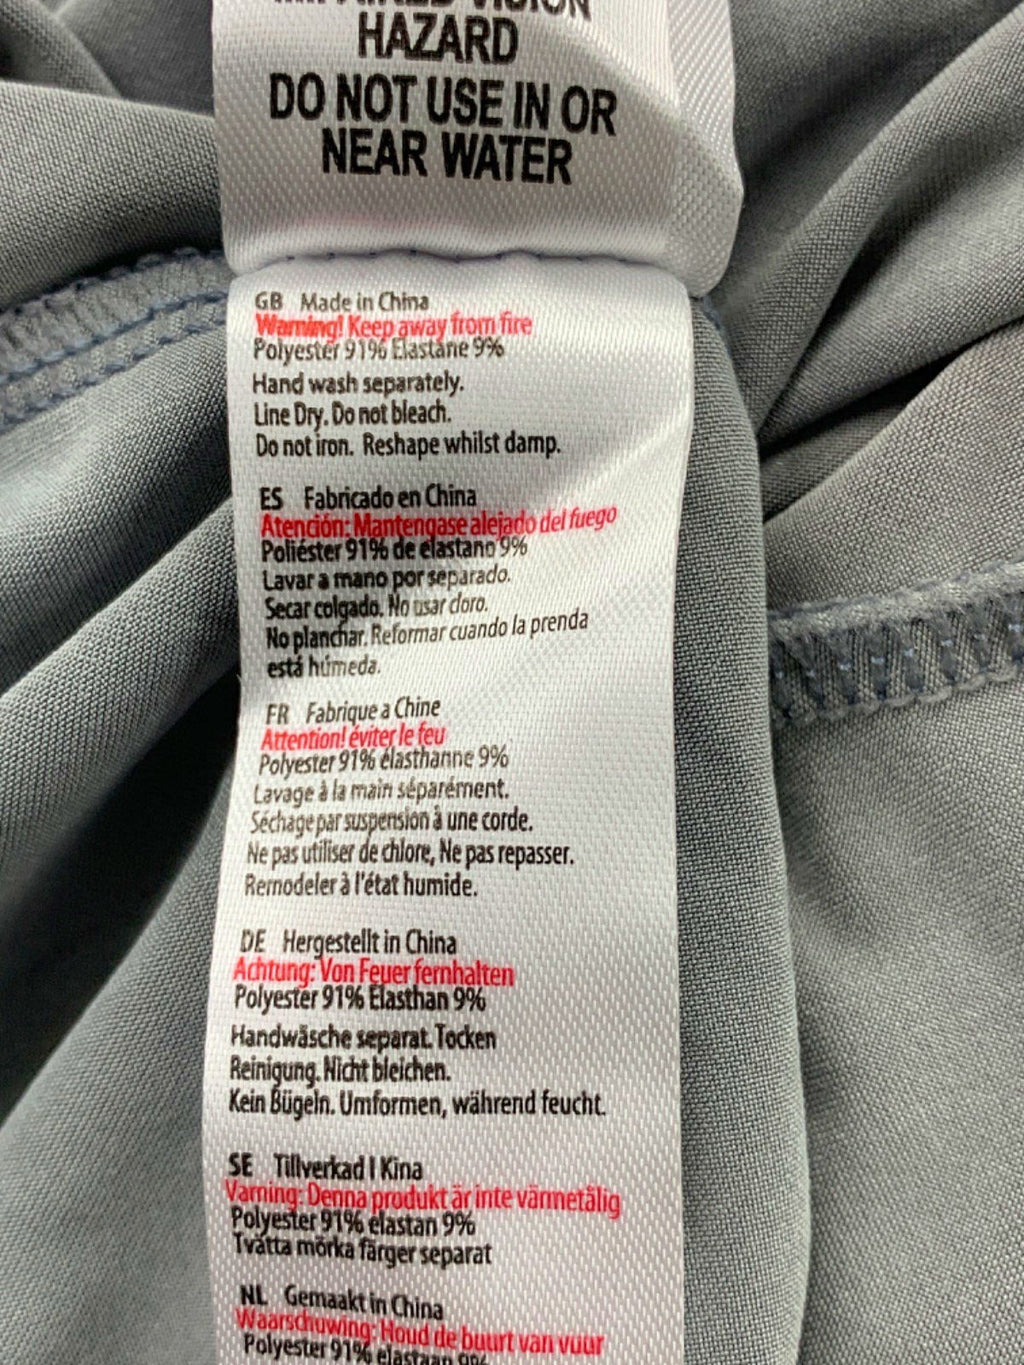 VISION
HAZARD
DO NOT USE IN OR
NEAR WATER
GB Made in China
Warning! Keep away from fire
Polyester 91% Elastane 9%
Hand wash separately.
Line Dry. Do not bleach.
Do not iron. Reshape whilst damp.
ES Fabricado en China
Atención: Mantengase alejado del fuego
Poliéster 91% de elastano 9%
Lavar a mano por separado.
Secar colgado. No usar cloro.
No planchar. Reformar cuando la prenda
está húmeda.
FR Fabrique a Chine
Attention! éviter le feu
Polyester 91% élasthanne 9%
Lavage à la main séparément.
Séchage par suspension à une corde.
Ne pas utiliser de chlore, Ne pas repasser.
Remodeler à l'état humide.
DE Hergestellt in China
Achtung: Von Feuer fernhalten
Polyester 91% Elasthan 9%
Handwäsche separat. Tocken
Reinigung. Nicht bleichen.
Kein Bügeln. Umformen, während feucht.
SE Tillverkad I Kina
Varning: Denna produkt är inte värmetålig
Polyester 91% elastan 9%
Tvätta mörka färger separat
NL Gemaakt in China
Waarschuwing: Houd de buurt van vuur
Polyester 91% elastaan 9%